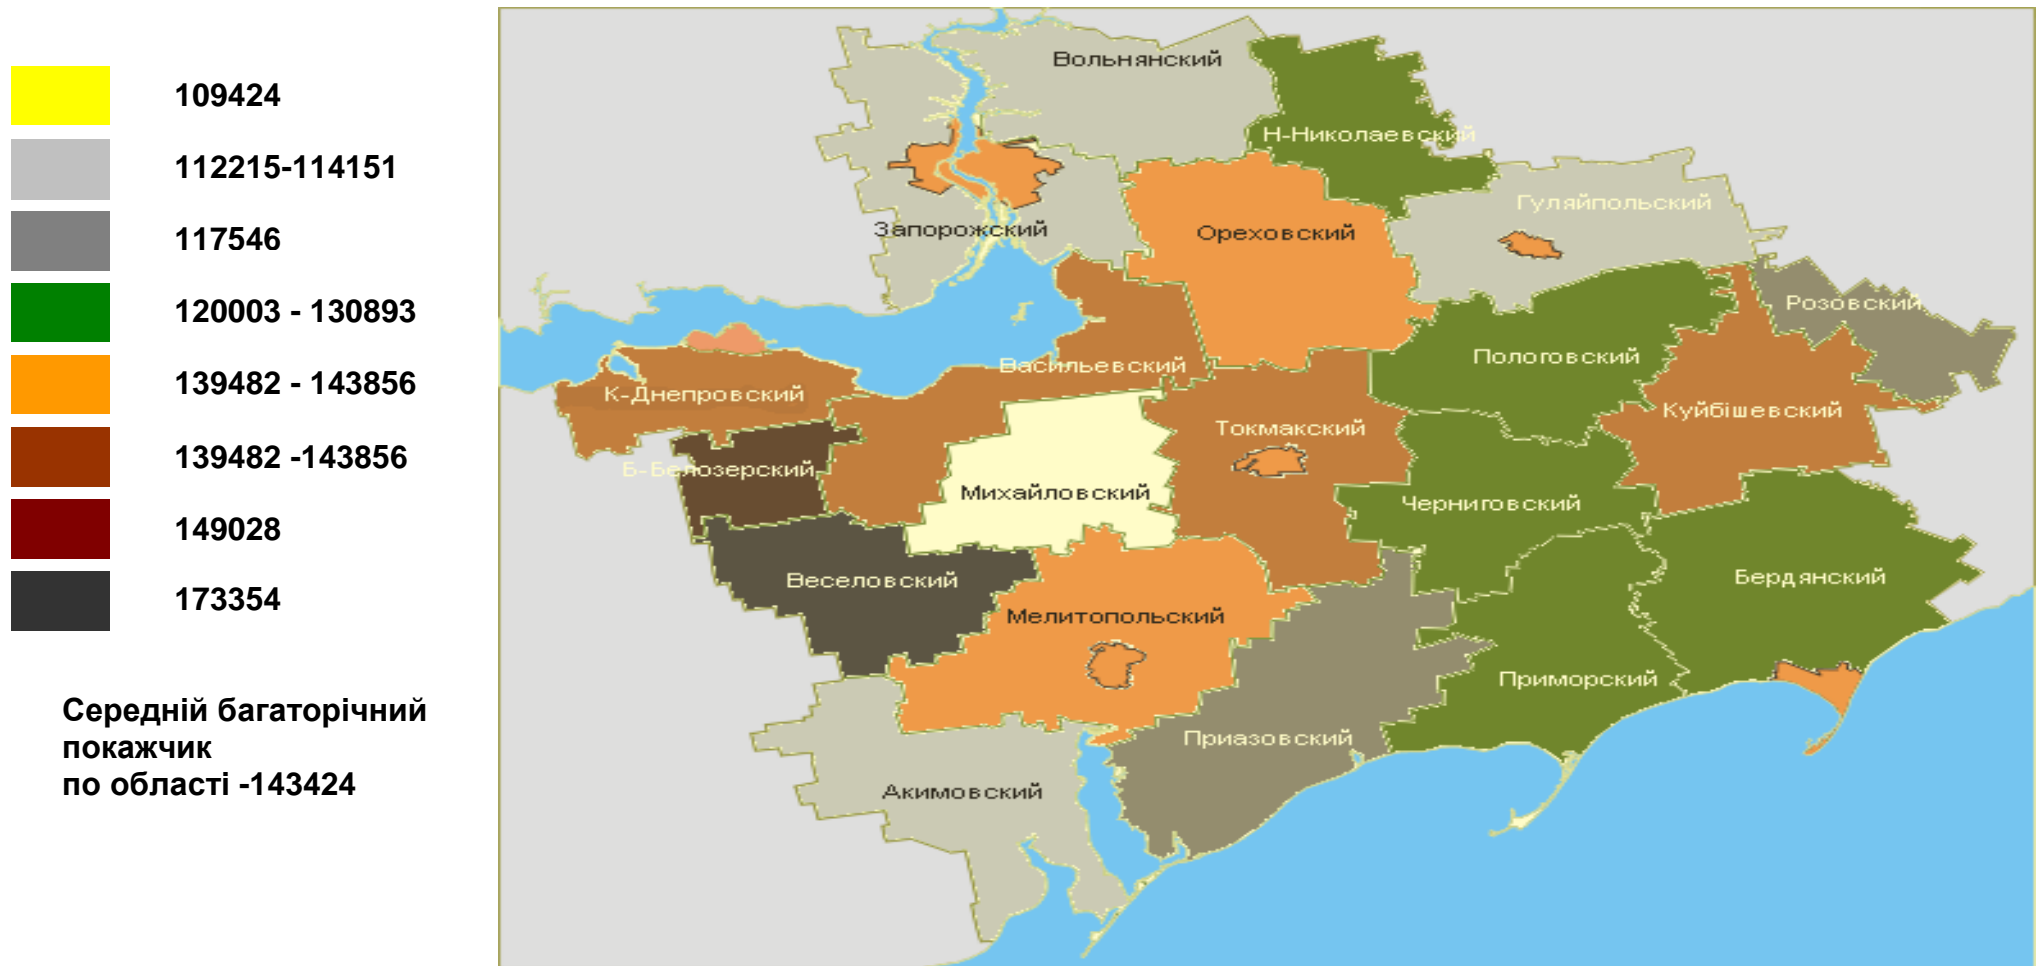 109424
112215-114151
117546
120003 - 130893
139482 - 143856
139482 -143856
149028
173354
Середній багаторічний
покажчик
по області -143424
Вольнянский
Н-Николаевский
Гуляйпольский
Запорожский
Ореховский
Розовский
Васильевский
Пологовский
К-Днепровский
Куйбішевский
Токмакский
Б-Белозерский
Михайловский
Черниговский
Веселовский
Бердянский
Мелитопольский
Приморский
Приазовский
Акимовский